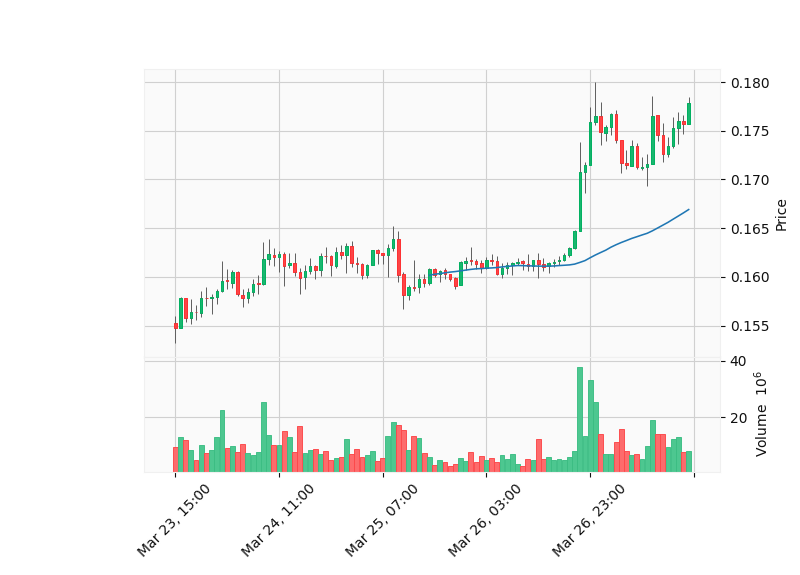 0.180
0.175
0.170
0.165
0.160
0.155
Price
40
20
Volume 10^6
Mar 23, 15:00
Mar 24, 11:00
Mar 25, 07:00
Mar 26, 03:00
Mar 26, 23:00